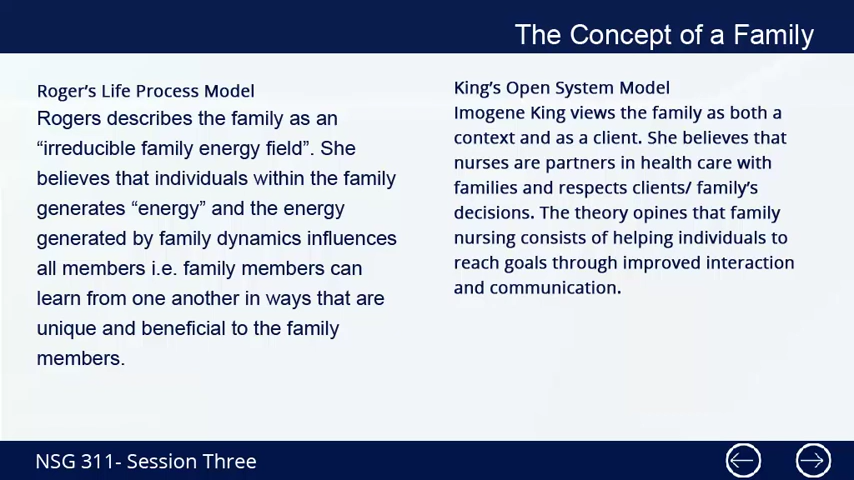 The Concept of a Family
Roger's Life Process Model
Rogers describes the family as an
“irreducible family energy field”. She
believes that individuals within the family
generates “energy” and the energy
generated by family dynamics influences
all members i.e. family members can
learn from one another in ways that are
unique and beneficial to the family
members.
King's Open System Model
Imogene King views the family as both a
context and as a client. She believes that
nurses are partners in health care with
families and respects clients/ family's
decisions. The theory opines that family
nursing consists of helping individuals to
reach goals through improved interaction
and communication.
NSG 311- Session Three